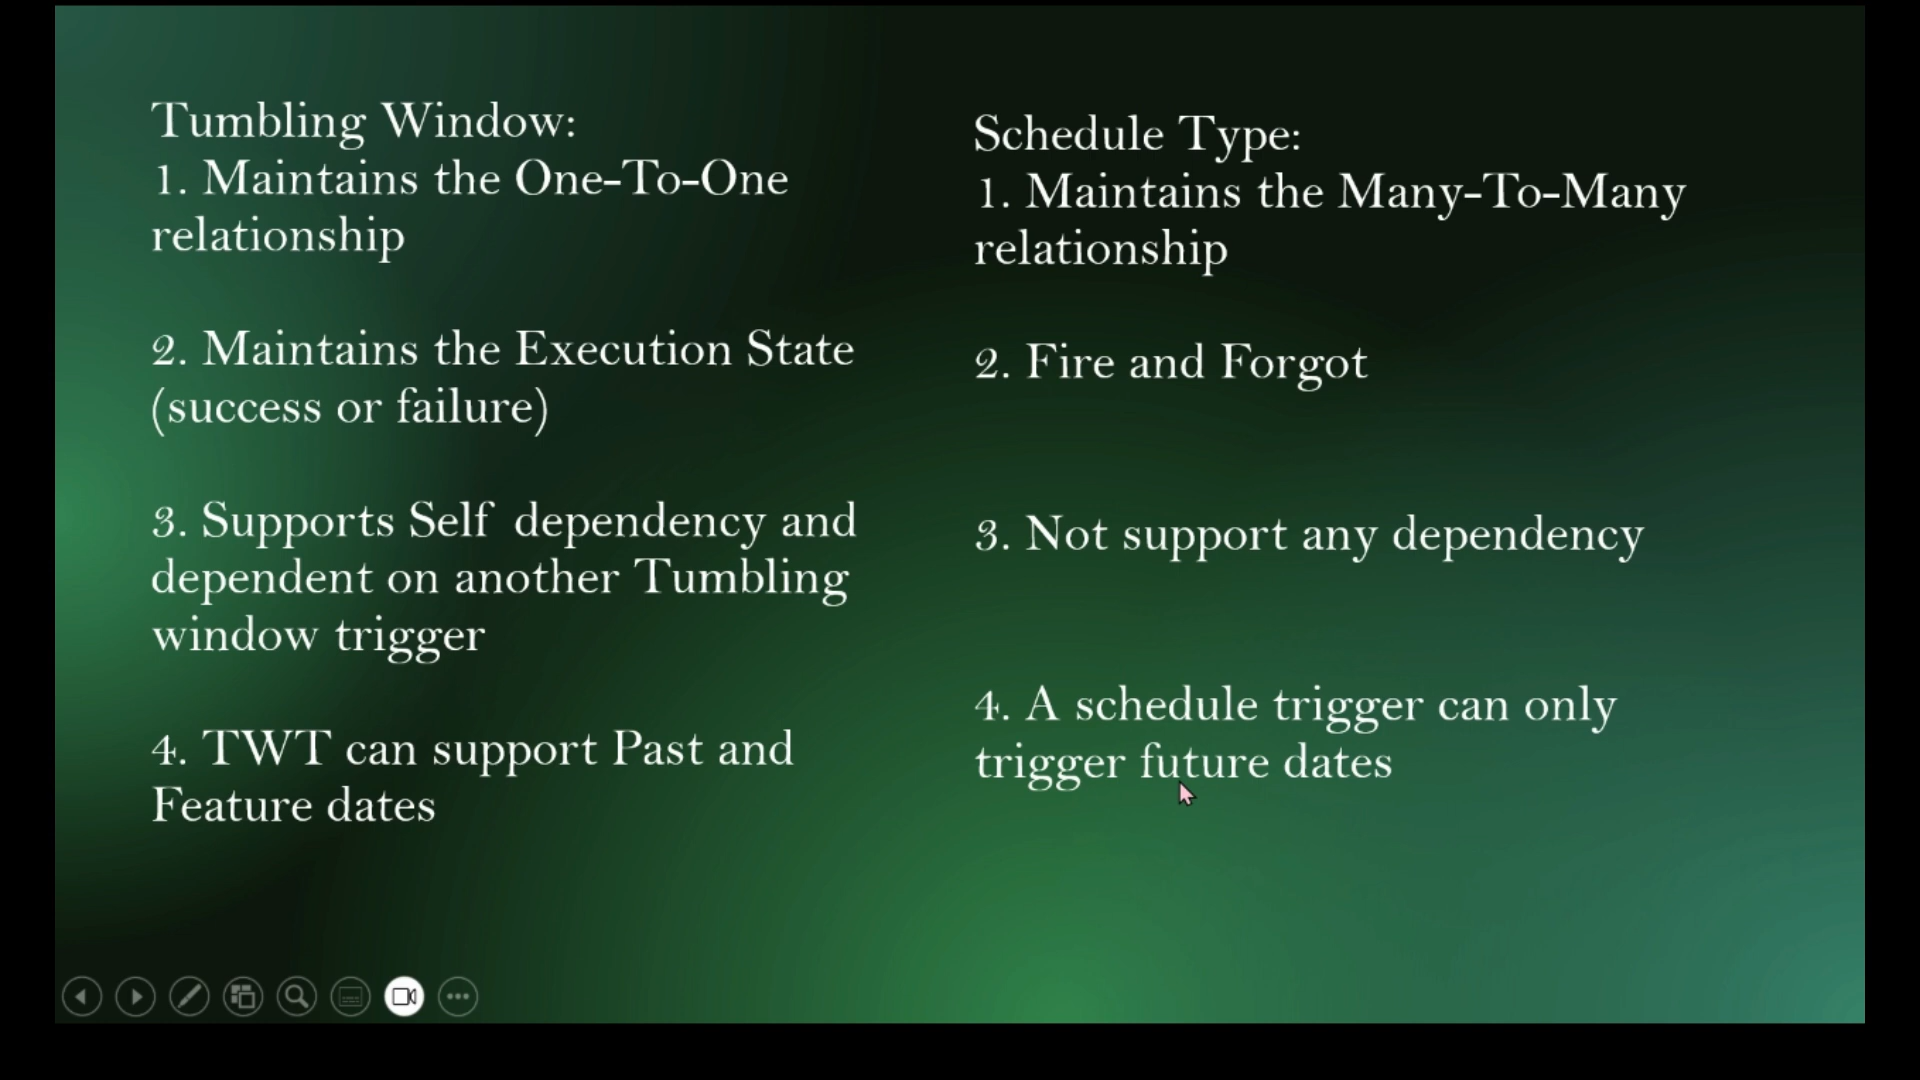 Tumbling Window:
1. Maintains the One-To-One
relationship
2. Maintains the Execution State
(success or failure)
3. Supports Self dependency and
dependent on another Tumbling
window trigger
4. TWT can support Past and
Feature dates
Schedule Type:
1. Maintains the Many-To-Many
relationship
2. Fire and Forgot
3. Not support any dependency
4. A schedule trigger can only
trigger future dates